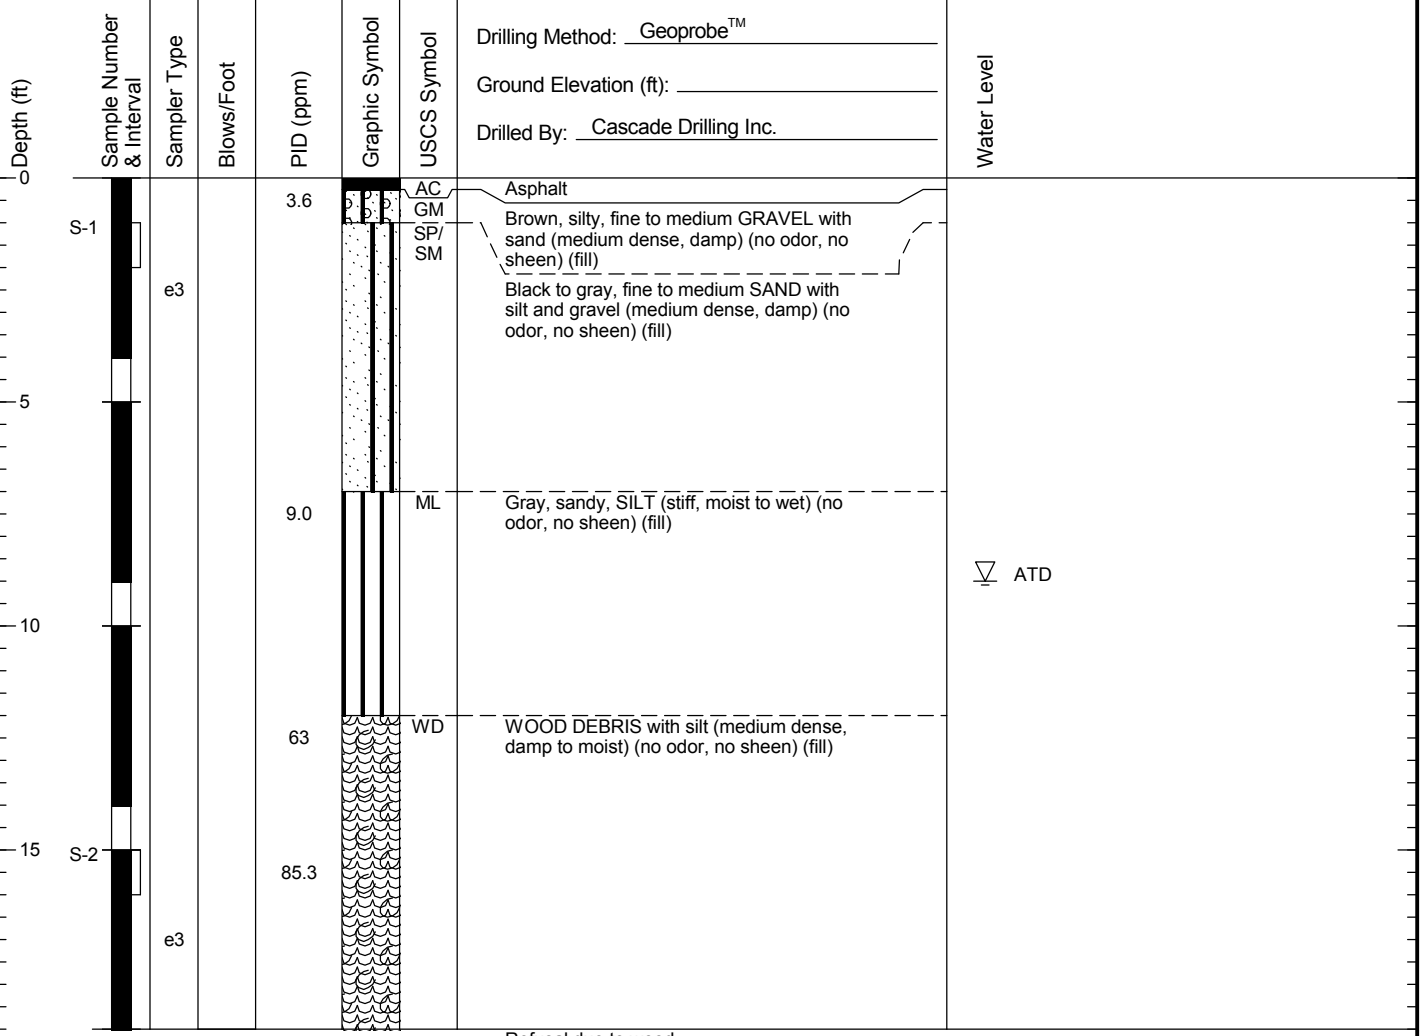 Depth (ft)
Sample Number
& Interval
Sampler Type
Blows/Foot
PID (ppm)
Graphic Symbol
USCS Symbol
Drilling Method: Geoprobe™
Ground Elevation (ft):
Drilled By: Cascade Drilling Inc.
Water Level
0
3.6
AC
Asphalt
GM
Brown, silty, fine to medium GRAVEL with
sand (medium dense, damp) (no odor, no
sheen) (fill)
S-1
SP/
SM
e3
Black to gray, fine to medium SAND with
silt and gravel (medium dense, damp) (no
odor, no sheen) (fill)
5
9.0
ML
Gray, sandy, SILT (stiff, moist to wet) (no
odor, no sheen) (fill)
ATD
10
63
WD
WOOD DEBRIS with silt (medium dense,
damp to moist) (no odor, no sheen) (fill)
15
S-2
85.3
e3
Refusal due to wood